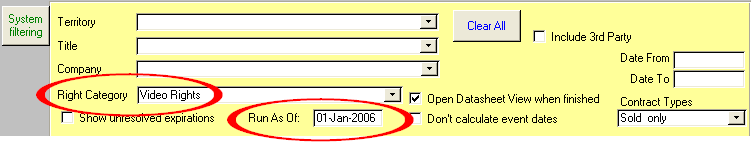 System
filtering
Territory
Title
Company
Clear All
Include 3rd Party
Date From
Date To
Right Category Video Rights
Open Datasheet View when finished
Contract Types
Show unresolved expirations
Run As Of: 01-Jan-2006
Don't calculate event dates
Sold only